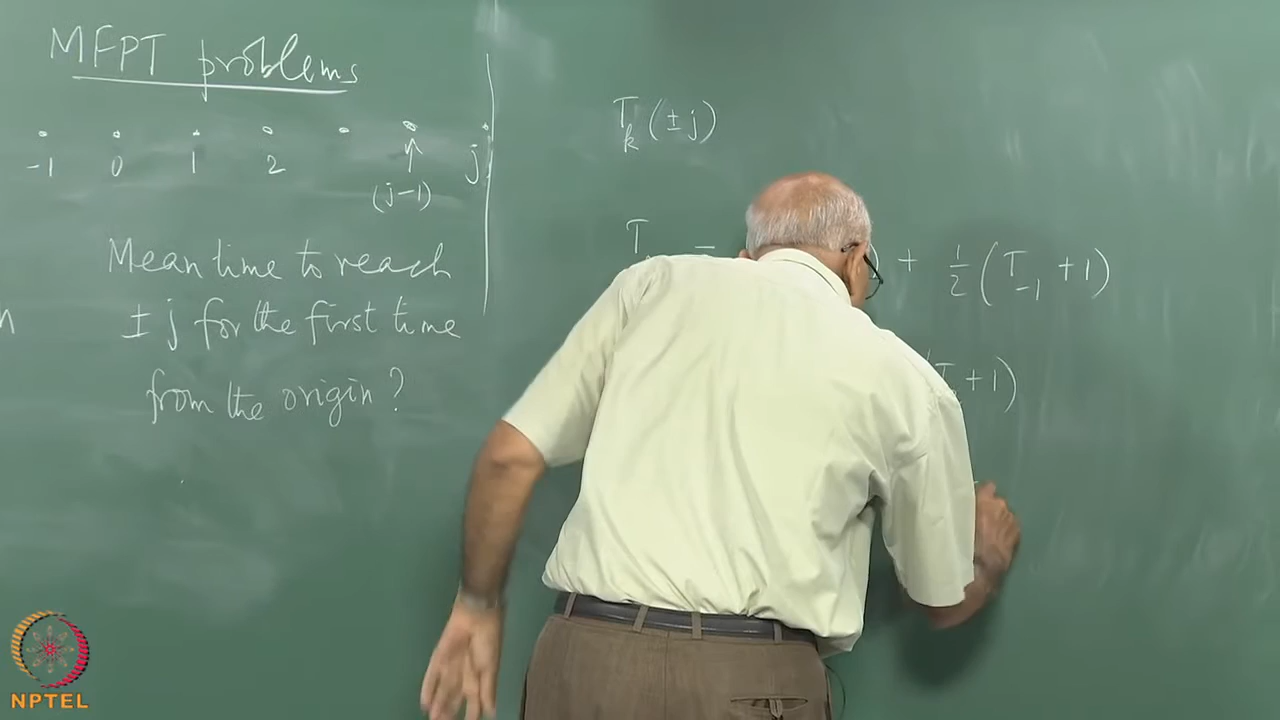 MFPT problems
-1 0 1 2 (j-1) j
Mean time to reach
± j for the first time
from the origin?
T_k (±j)
T = ) + 1/2 (T_{-1} + 1)
+ 1)
NPTEL